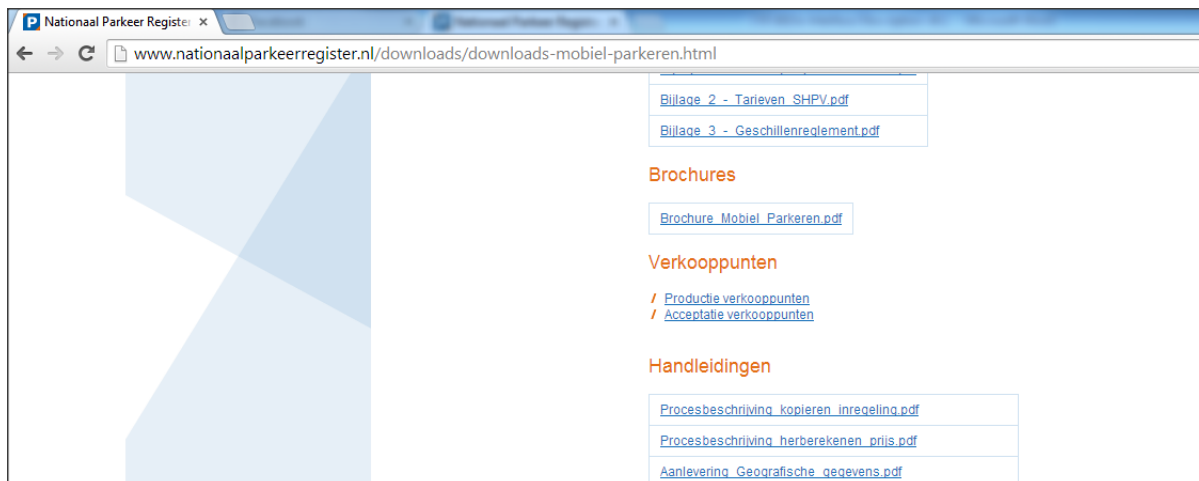 Nationaal Parkeer Registe
www.nationaalparkeerregister.nl/downloads/downloads-mobiel-parkeren.html
Bijlage_2_-_Tarieven_SHPV.pdf
Bijlage_3_-_Geschillenreglement.pdf
Brochures
Brochure_Mobiel_Parkeren.pdf
Verkooppunten
/ Productie verkooppunten
/ Acceptatie verkooppunten
Handleidingen
Procesbeschrijving_kopieren_inregeling.pdf
Procesbeschrijving_herberekenen_prijs.pdf
Aanlevering_Geografische_gegevens.pdf